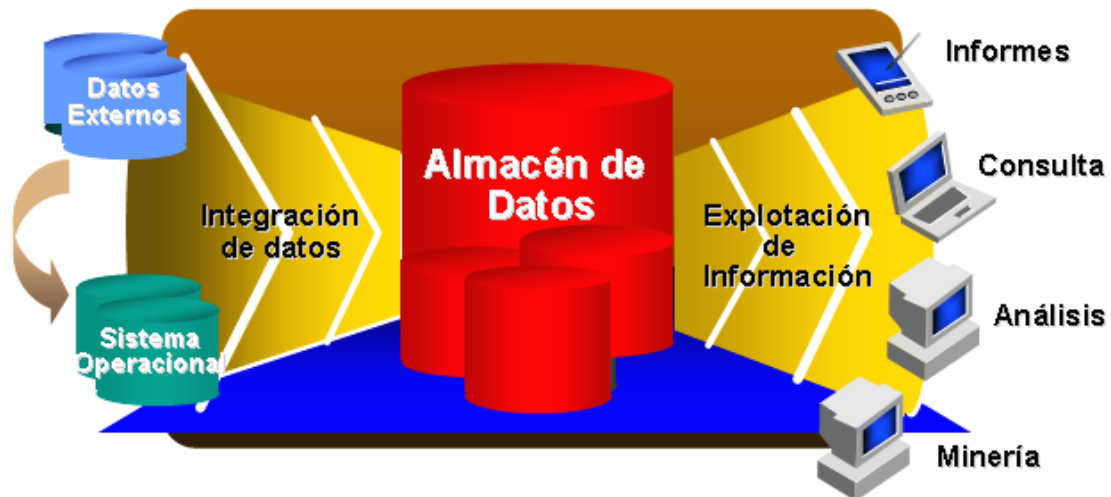 Datos
Externos
Sistema
Operacional
Integración
de datos
Almacén de
Datos
Explotación
de
Información
Informes
Consulta
Análisis
Minería